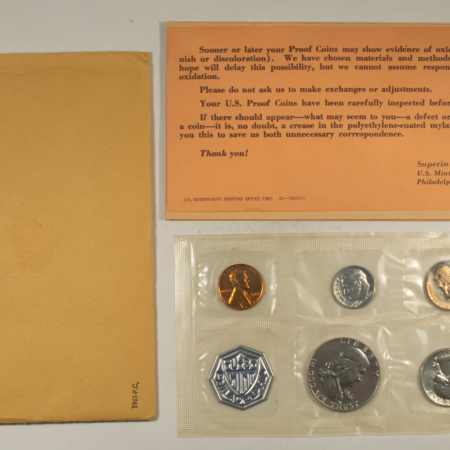 Sooner or later your Proof Coins may show evidence of oxi
nish or discoloration). We have chosen materials and methods
hope will delay this possibility, but we cannot assume respon
oxidation.
Please do not ask us to make exchanges or adjustments.
Your U.S. Proof Coins have been carefully inspected befor
If there should appear—what may seem to you—a defect or
a coin—it is, no doubt, a crease in the polyethylene-coated myla
you this to save us both unnecessary correspondence.
Thank you!
Superin
U.S. Mint
Philadelp
U.S. GOVERNMENT PRINTING OFFICE: 1961
1961-P.C.
LIBERTY